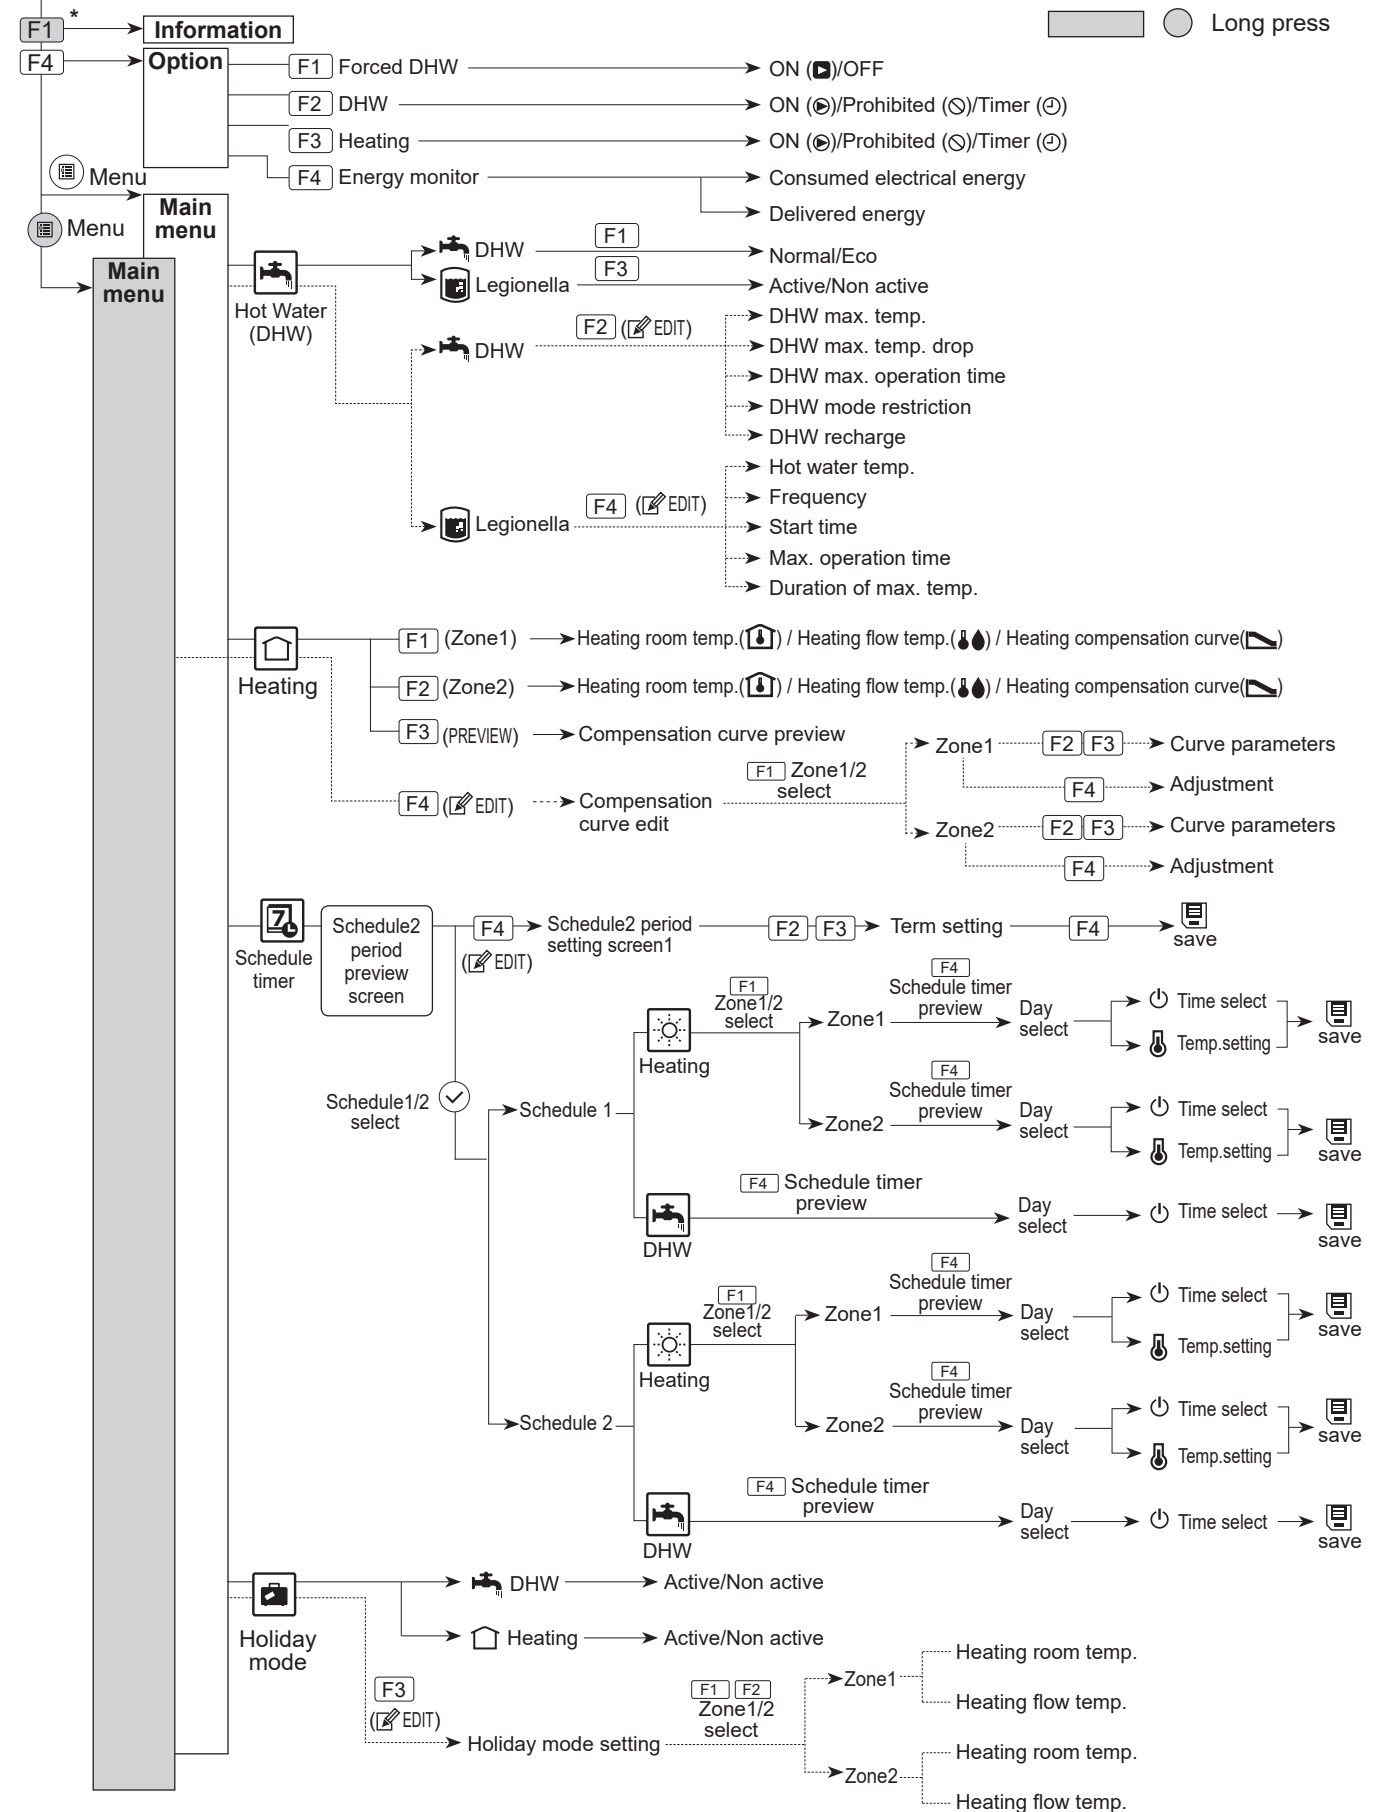 F1 * Information
Long press
F4 Option
F1 Forced DHW ON ( )/OFF
F2 DHW ON ( )/Prohibited ( )/Timer ( )
F3 Heating ON ( )/Prohibited ( )/Timer ( )
Menu
F4 Energy monitor Consumed electrical energy
Delivered energy
Main
menu
Menu
Main
menu
Hot Water
(DHW)
DHW F1 Normal/Eco
Legionella F3 Active/Non active
DHW F2 ( EDIT)
DHW max. temp.
DHW max. temp. drop
DHW max. operation time
DHW mode restriction
DHW recharge
Legionella F4 ( EDIT)
Hot water temp.
Frequency
Start time
Max. operation time
Duration of max. temp.
Heating
F1 (Zone1) Heating room temp.( ) / Heating flow temp.( ) / Heating compensation curve( )
F2 (Zone2) Heating room temp.( ) / Heating flow temp.( ) / Heating compensation curve( )
F3 (PREVIEW) Compensation curve preview
F4 ( EDIT) Compensation
curve edit
F1 Zone1/2
select
Zone1 F2 F3 Curve parameters
F4 Adjustment
Zone2 F2 F3 Curve parameters
F4 Adjustment
7
Schedule
timer
Schedule2
period
preview
screen
F4
( EDIT)
Schedule2 period
setting screen1
F2 F3 Term setting F4 save
Schedule1/2
select
Schedule 1
Heating
F1
Zone1/2
select
Zone1
F4
Schedule timer
preview
Day
select
Time select
Temp.setting
save
Zone2
F4
Schedule timer
preview
Day
select
Time select
Temp.setting
save
DHW
F4 Schedule timer
preview
Day
select
Time select
save
Schedule 2
Heating
F1
Zone1/2
select
Zone1
F4
Schedule timer
preview
Day
select
Time select
Temp.setting
save
Zone2
F4
Schedule timer
preview
Day
select
Time select
Temp.setting
save
DHW
F4 Schedule timer
preview
Day
select
Time select
save
Holiday
mode
DHW Active/Non active
Heating Active/Non active
F3
( EDIT)
Holiday mode setting
F1 F2
Zone1/2
select
Zone1
Heating room temp.
Heating flow temp.
Zone2
Heating room temp.
Heating flow temp.